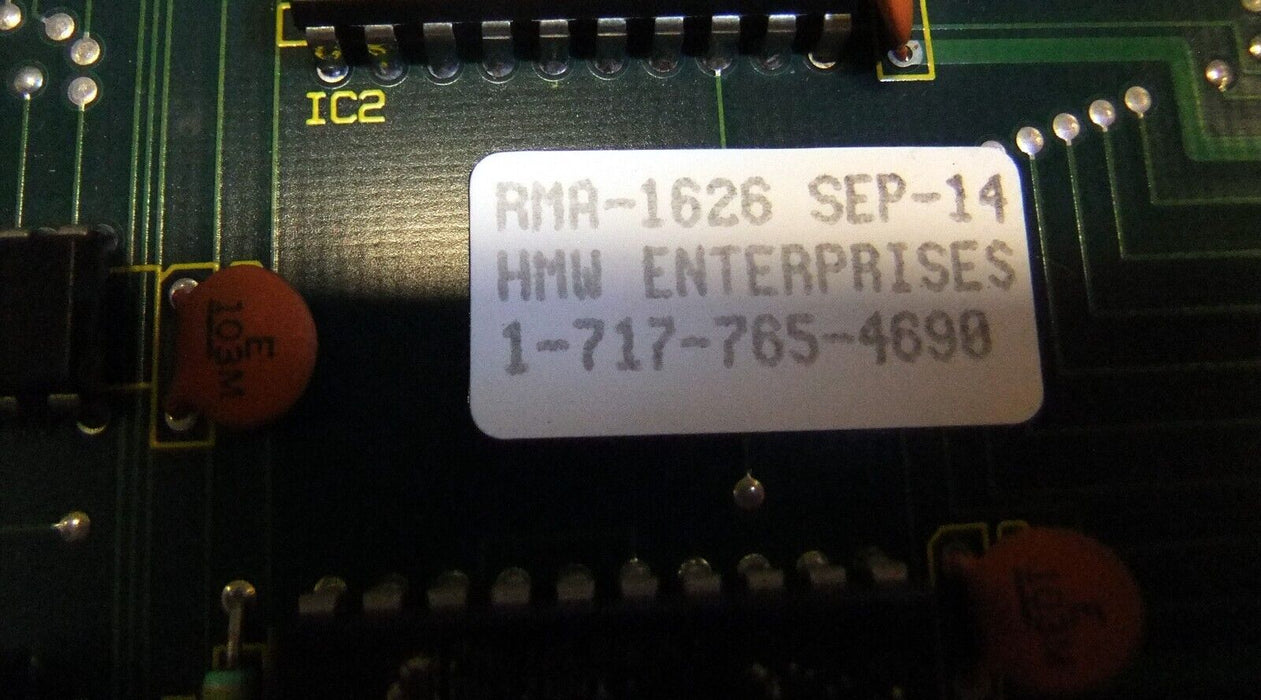 IC2
RMA-1626 SEP-14
HMW ENTERPRISES
1-717-765-4690
E
103M